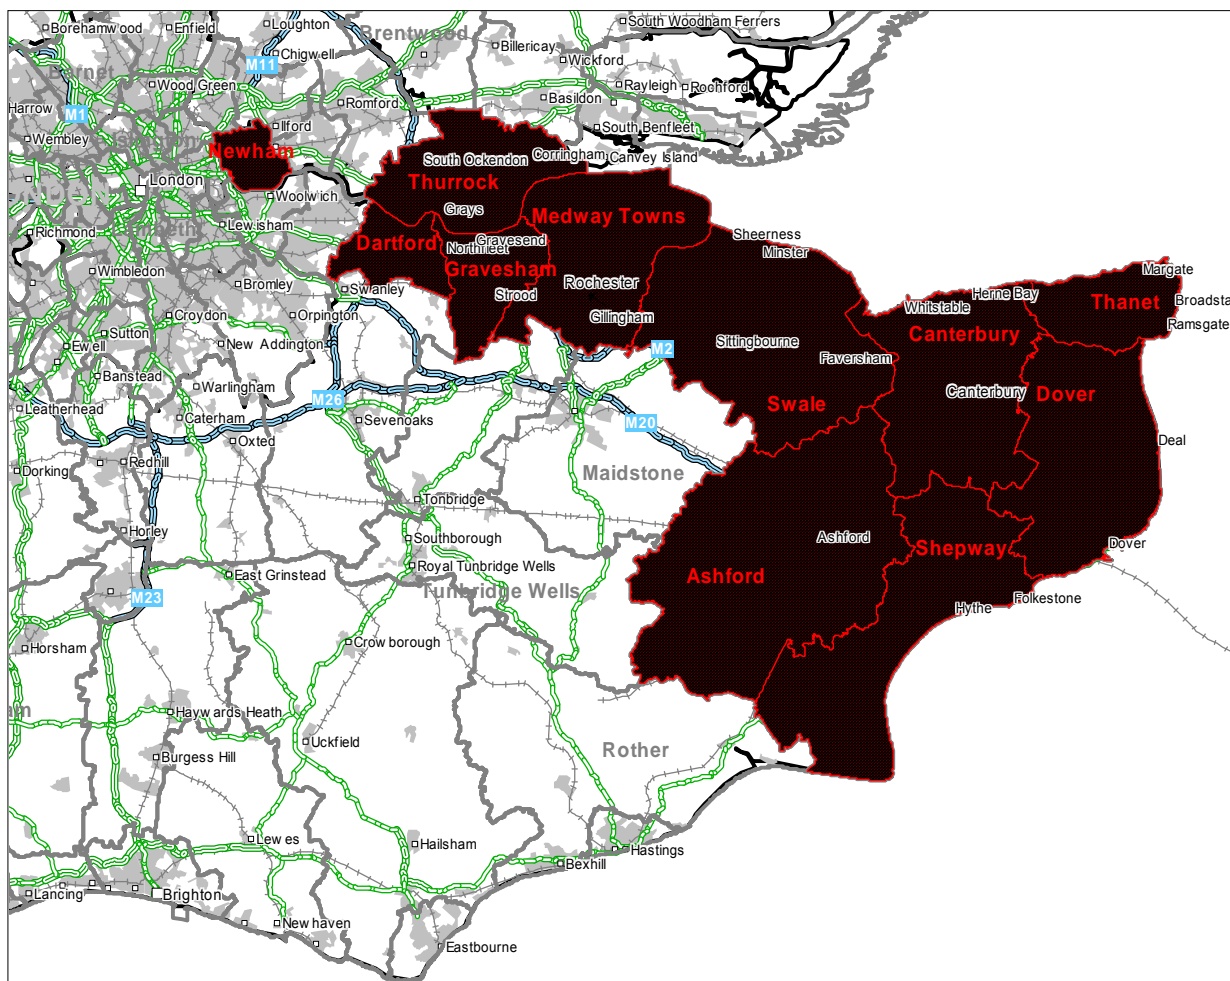 Borehamwood
Enfield
Loughton
South Woodham Ferrers
Brentwood
Billericay
Chigwell
M11
Wickford
Barnet
Wood Green
Rayleigh
Rochford
Harrow
M1
Romford
Basildon
Ilford
South Benfleet
Wembley
Newham
South Ockendon
Corringham
Canvey Island
London
Thurrock
Woolwich
Grays
Medway Towns
Richmond
Lambeth
Lewisham
Dartford
Northfleet
Gravesend
Sheerness
Minster
Wimbledon
Gravesham
Bromley
Swanley
Strood
Rochester
Margate
Herne Bay
Whitstable
Thanet
Broadsta
Croydon
Orpington
Gillingham
Ramsgate
Sutton
Ewell
New Addington
Canterbury
Sittingbourne
M2
Faversham
Banstead
Warlingham
Canterbury
Dover
Leatherhead
M26
Swale
Caterham
Sevenoaks
M20
Oxted
Deal
Redhill
Dorking
Maidstone
Tonbridge
Horley
Southborough
Ashford
Shepway
Dover
Royal Tunbridge Wells
East Grinstead
Ashford
Tunbridge Wells
M23
Folkestone
Hythe
Horsham
Crowborough
am
Haywards Heath
Uckfield
Rother
Burgess Hill
Lewes
Hailsham
Hastings
Bexhill
Lancing
Brighton
Newhaven
Eastbourne